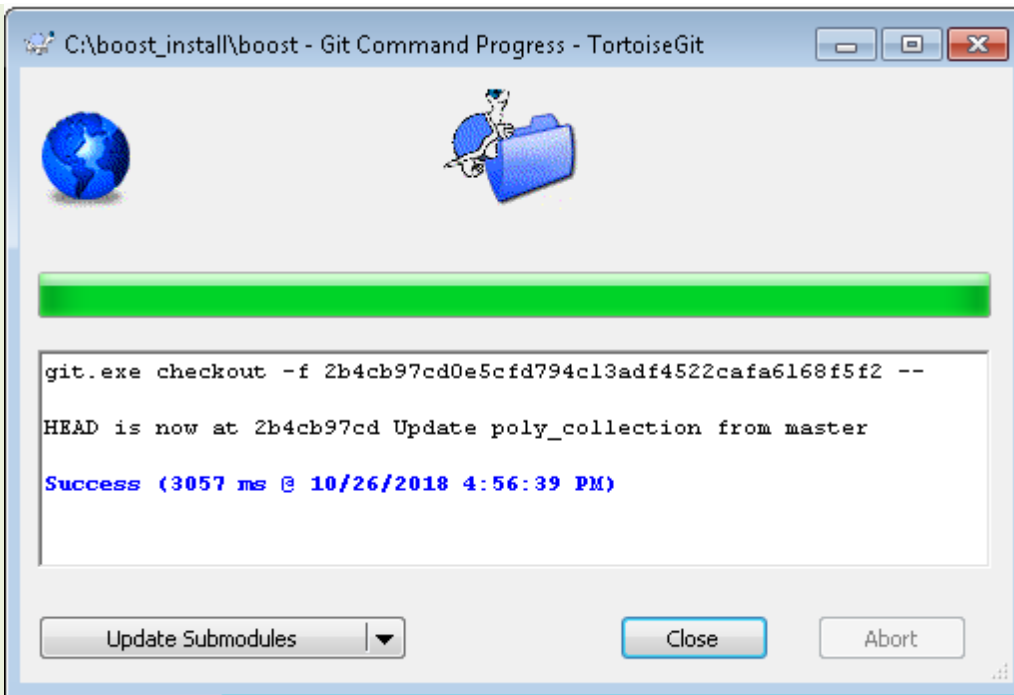 C:\boost_install\boost - Git Command Progress - TortoiseGit
git.exe checkout -f 2b4cb97cd0e5cfd794c13adf4522cafa6168f5f2 --
HEAD is now at 2b4cb97cd Update poly_collection from master
Success (3057 ms @ 10/26/2018 4:56:39 PM)
Update Submodules
Close
Abort